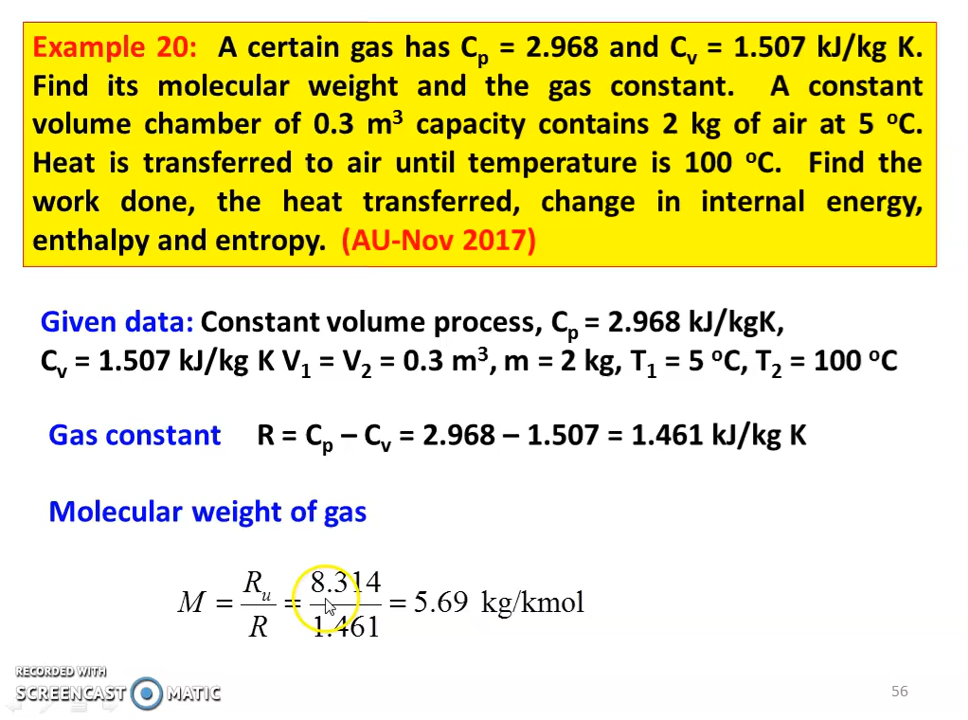 Example 20: A certain gas has Cp = 2.968 and Cv = 1.507 kJ/kg K.
Find its molecular weight and the gas constant. A constant
volume chamber of 0.3 m³ capacity contains 2 kg of air at 5 ᵒC.
Heat is transferred to air until temperature is 100 ᵒC. Find the
work done, the heat transferred, change in internal energy,
enthalpy and entropy. (AU-Nov 2017)
Given data: Constant volume process, Cp = 2.968 kJ/kgK,
Cv = 1.507 kJ/kg K V₁ = V₂ = 0.3 m³, m = 2 kg, T₁ = 5 ᵒC, T₂ = 100 ᵒC
Gas constant R = Cp – Cv = 2.968 – 1.507 = 1.461 kJ/kg K
Molecular weight of gas
M = Ru / R = 8.314 / 1.461 = 5.69 kg/kmol
RECORDED WITH
SCREENCAST MATIC
56